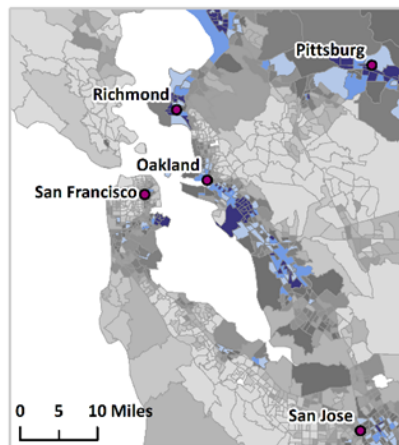 Pittsburg
Richmond
Oakland
San Francisco
0 5 10 Miles
San Jose